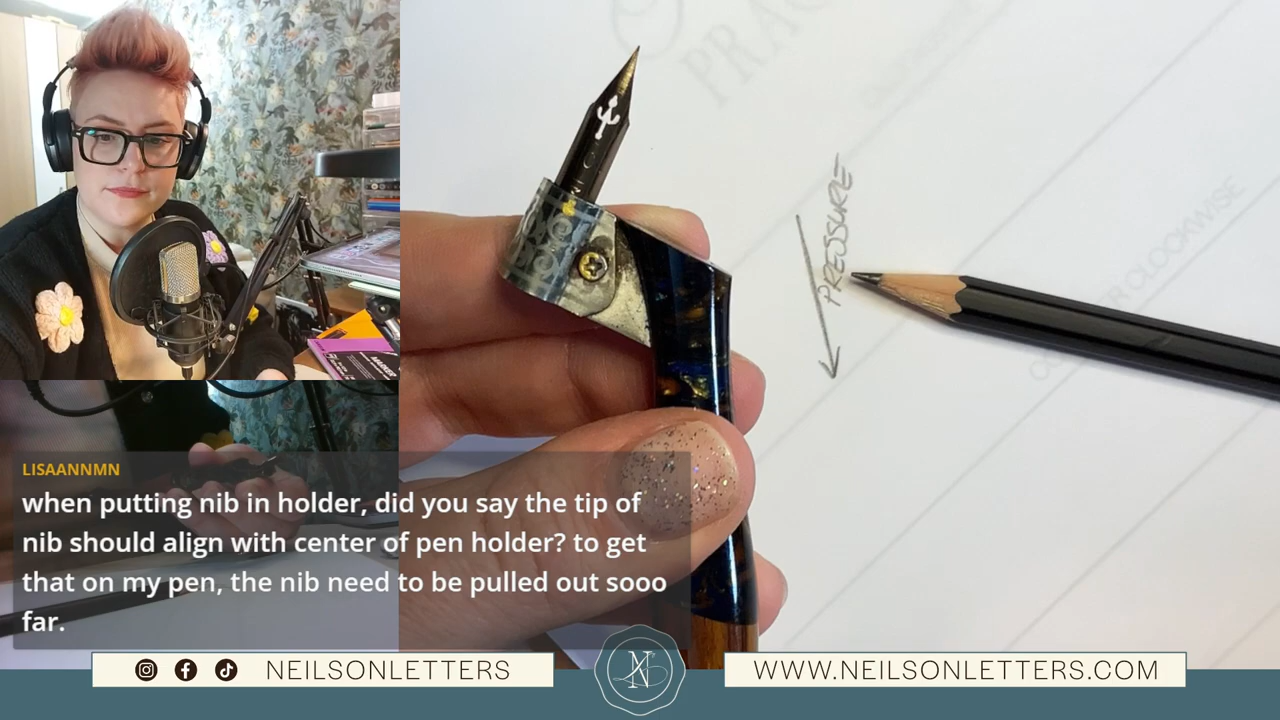 PRAC
COUNTERCLOCKWISE
PRESSURE
LISAANNMN
when putting nib in holder, did you say the tip of
nib should align with center of pen holder? to get
that on my pen, the nib need to be pulled out sooo
far.
NEILSONLETTERS
N
WWW.NEILSONLETTERS.COM